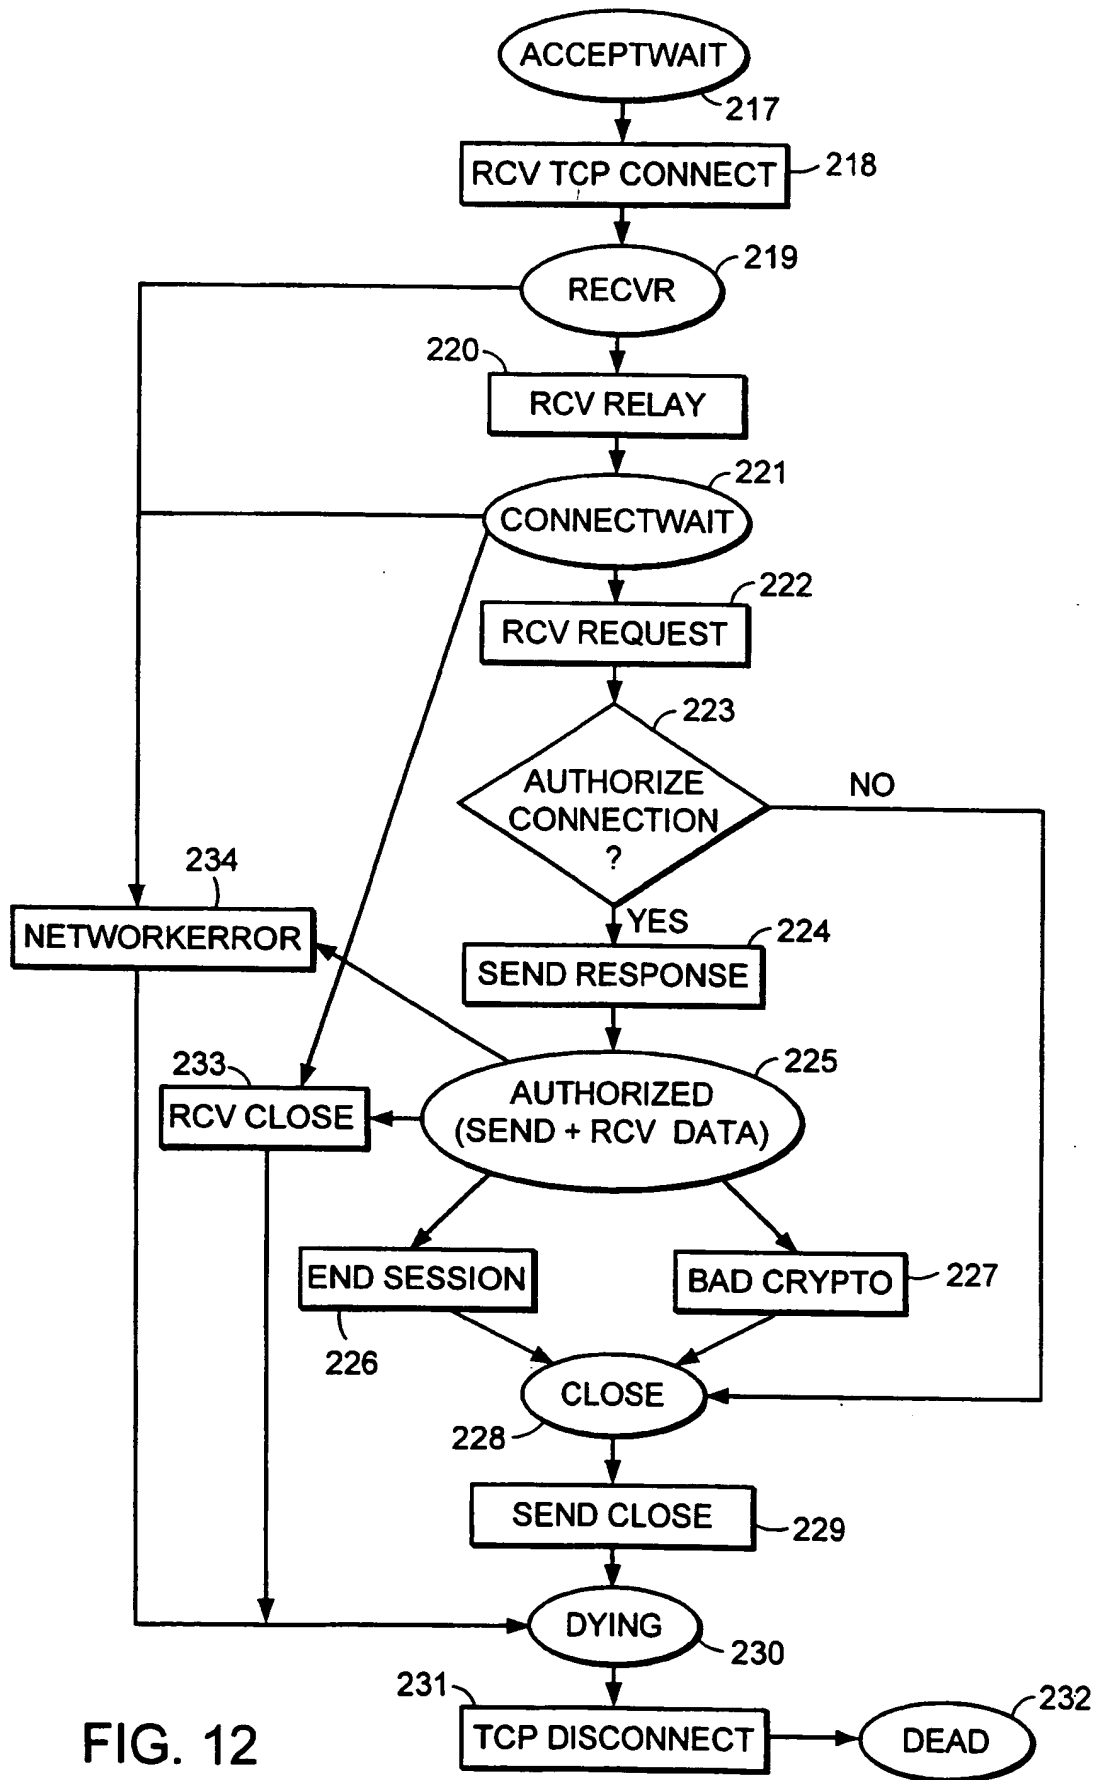 ACCEPTWAIT
217
RCV TCP CONNECT
218
219
RECVR
220
RCV RELAY
221
CONNECTWAIT
222
RCV REQUEST
223
AUTHORIZE
CONNECTION
?
NO
YES
234
NETWORKERROR
224
SEND RESPONSE
225
AUTHORIZED
(SEND + RCV DATA)
233
RCV CLOSE
END SESSION
226
BAD CRYPTO
227
CLOSE
228
SEND CLOSE
229
DYING
230
231
TCP DISCONNECT
232
DEAD
FIG. 12